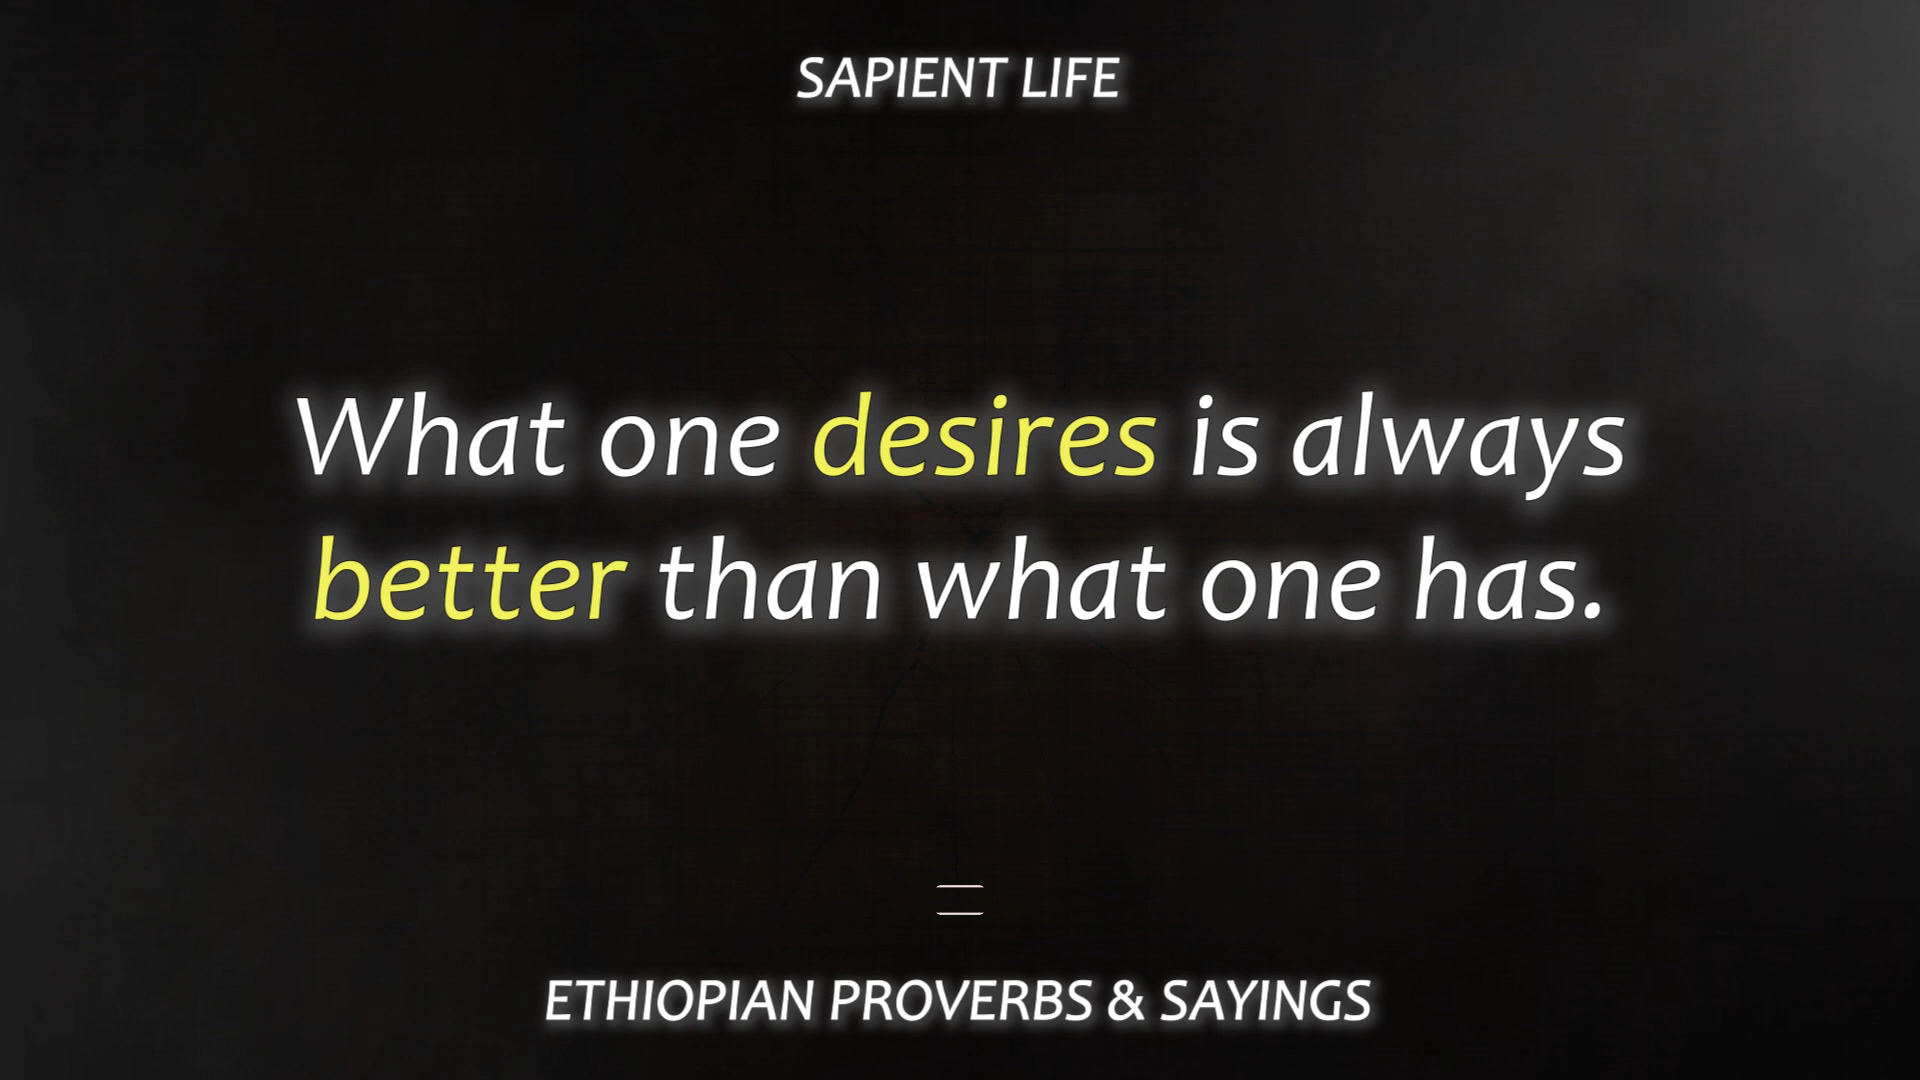 SAPIENT LIFE
What one desires is always
better than what one has.
ETHIOPIAN PROVERBS & SAYINGS